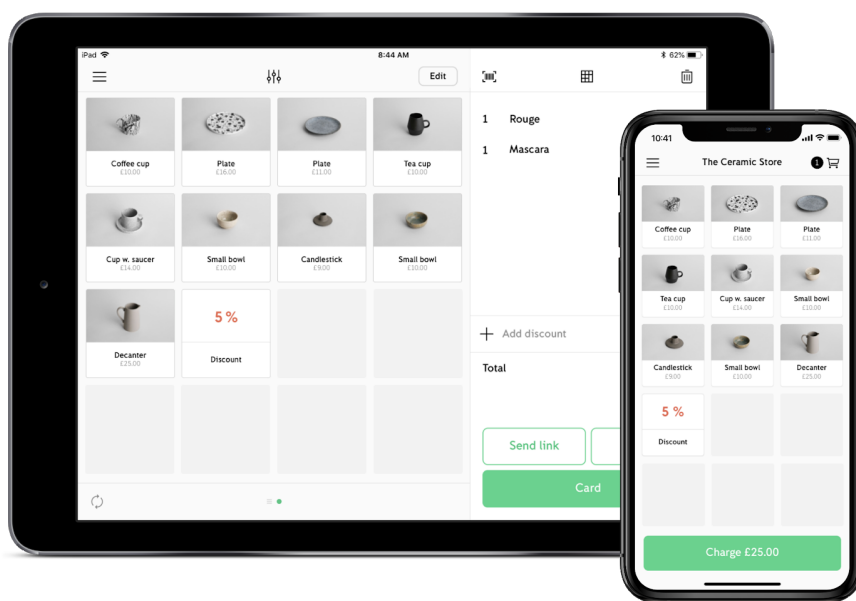 iPad
8:44 AM
62%
Edit
Coffee cup
£10.00
Plate
£16.00
Plate
£11.00
Tea cup
£10.00
Cup w. saucer
£14.00
Small bowl
£10.00
Candlestick
£9.00
Small bowl
£10.00
Decanter
£25.00
5 %
Discount
1 Rouge
1 Mascara
+ Add discount
Total
Send link
Card
10:41
The Ceramic Store
1
Coffee cup
£10.00
Plate
£16.00
Plate
£11.00
Tea cup
£10.00
Cup w. saucer
£14.00
Small bowl
£10.00
Candlestick
£9.00
Small bowl
£10.00
Decanter
£25.00
5 %
Discount
Charge £25.00